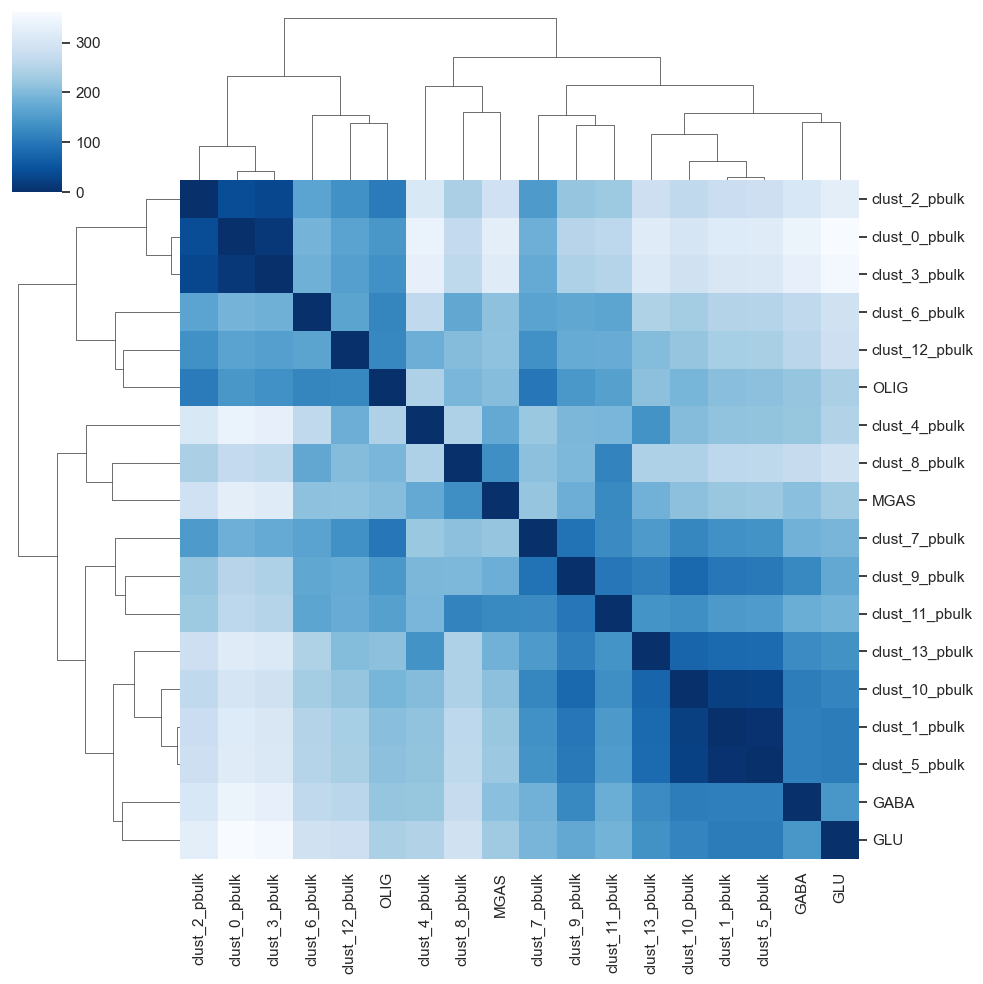 300
200
100
0
clust_2_pbulk
clust_0_pbulk
clust_3_pbulk
clust_6_pbulk
clust_12_pbulk
OLIG
clust_4_pbulk
clust_8_pbulk
MGAS
clust_7_pbulk
clust_9_pbulk
clust_11_pbulk
clust_13_pbulk
clust_10_pbulk
clust_1_pbulk
clust_5_pbulk
GABA
GLU
clust_2_pbulk
clust_0_pbulk
clust_3_pbulk
clust_6_pbulk
clust_12_pbulk
OLIG
clust_4_pbulk
clust_8_pbulk
MGAS
clust_7_pbulk
clust_9_pbulk
clust_11_pbulk
clust_13_pbulk
clust_10_pbulk
clust_1_pbulk
clust_5_pbulk
GABA
GLU